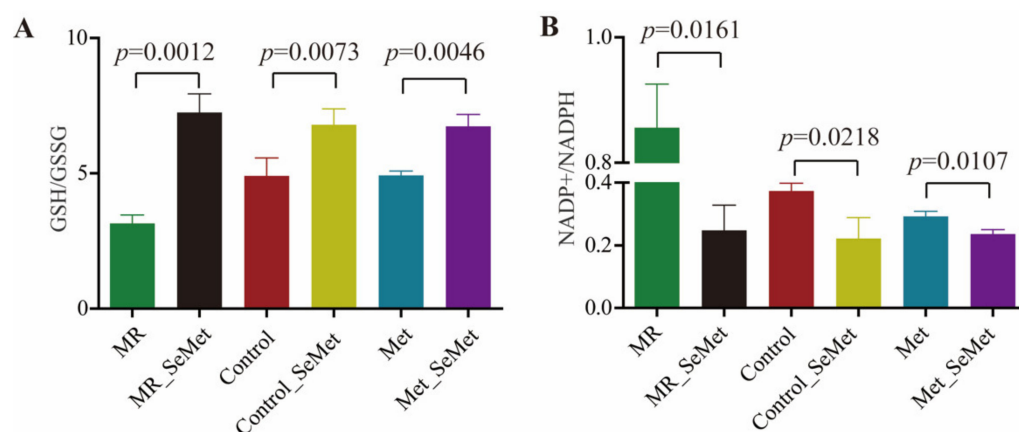 A
GSH/GSSG
10
5
0
p=0.0012
p=0.0073
p=0.0046
MR
MR_SeMet
Control
Control_SeMet
Met
Met_SeMet
B
NADP+/NADPH
1.0
0.8
0.4
0.2
0.0
p=0.0161
p=0.0218
p=0.0107
MR
MR_SeMet
Control
Control_SeMet
Met
Met_SeMet